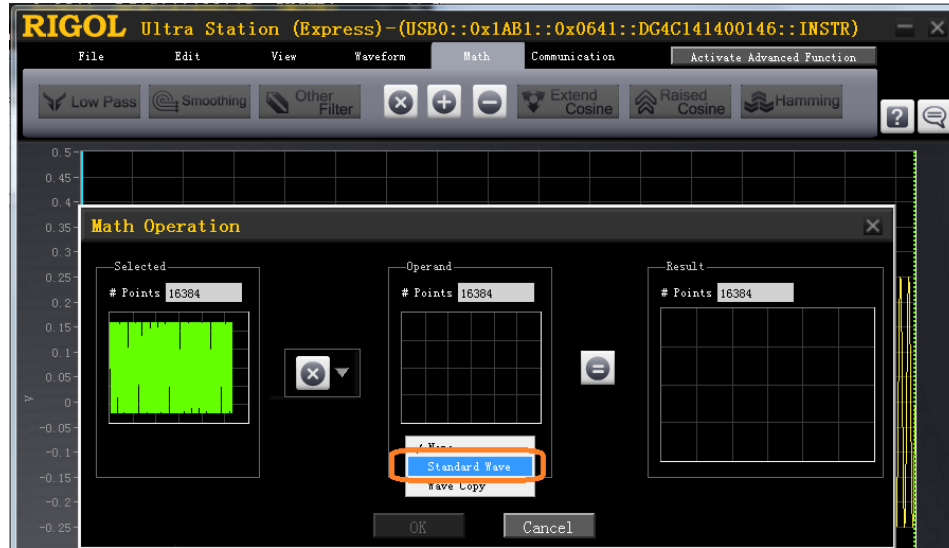 RIGOL Ultra Station (Express)-(USB0::0x1AB1::0x0641::DG4C141400146::INSTR)
File Edit View Waveform Math Communication Activate Advanced Function
Low Pass Smoothing Other Filter Extend Cosine Raised Cosine Hamming
0.5
0.45
0.4
0.35
0.3
0.25
0.2
0.15
0.1
0.05
0
-0.05
-0.1
-0.15
-0.2
-0.25
V
Math Operation
Selected
# Points 16384
Operand
# Points 16384
Result
# Points 16384
None
Standard Wave
Wave Copy
OK Cancel